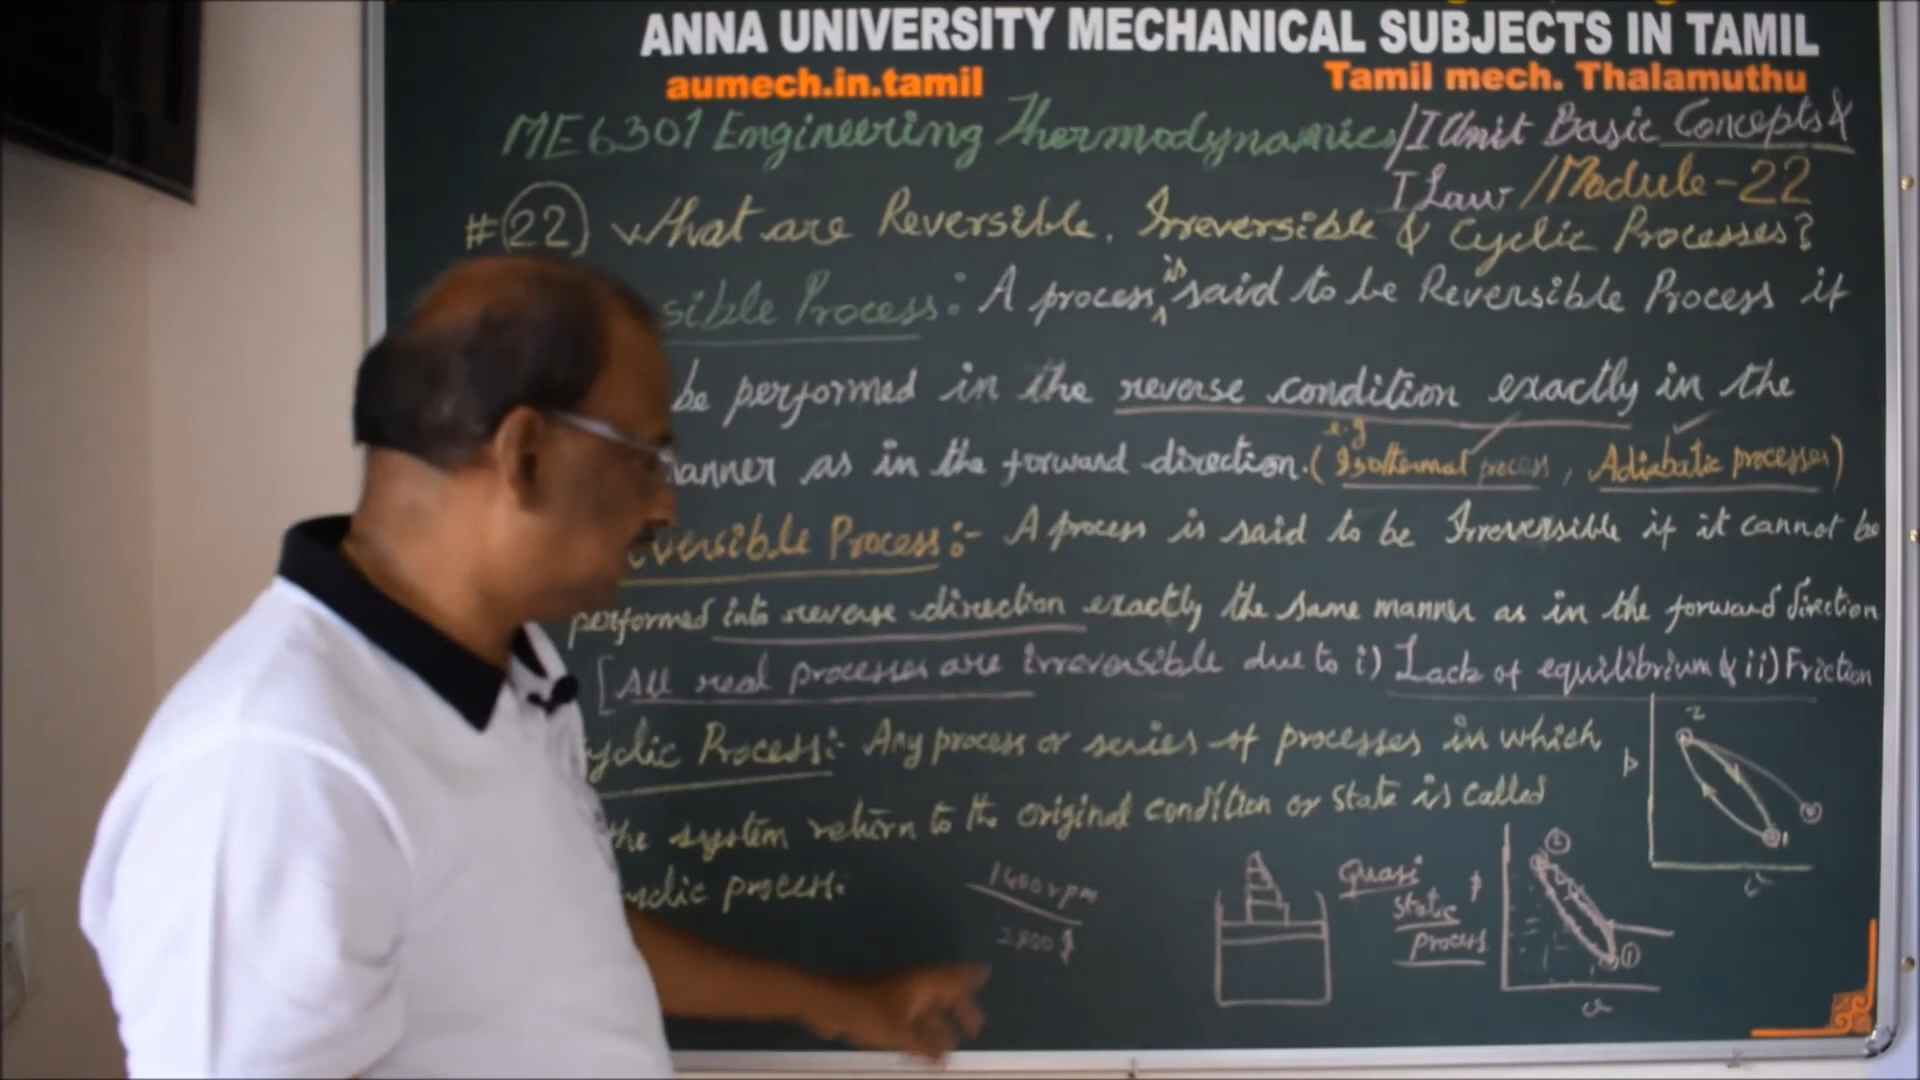 ANNA UNIVERSITY MECHANICAL SUBJECTS IN TAMIL
aumech.in.tamil
Tamil mech. Thalamuthu
ME6301 Engineering Thermodynamics/I Unit Basic Concepts &
I Law/Module-22
#22 What are Reversible, Irreversible & Cyclic Processes?
sible Process: A process is said to be Reversible Process if
be performed in the reverse condition exactly in the
anner as in the forward direction. (e.g Isothermal process, Adiabatic processes)
versible Process:- A process is said to be Irreversible if it cannot be
performed into reverse direction exactly the same manner as in the forward direction
[All real processes are irreversible due to i) Lack of equilibrium & ii) Friction
yclic Process:- Any process or series of processes in which
the system return to the original condition or state is called
yclic process.
1400 rpm
Quasi
static
process
p
v
2
1
p
2
1